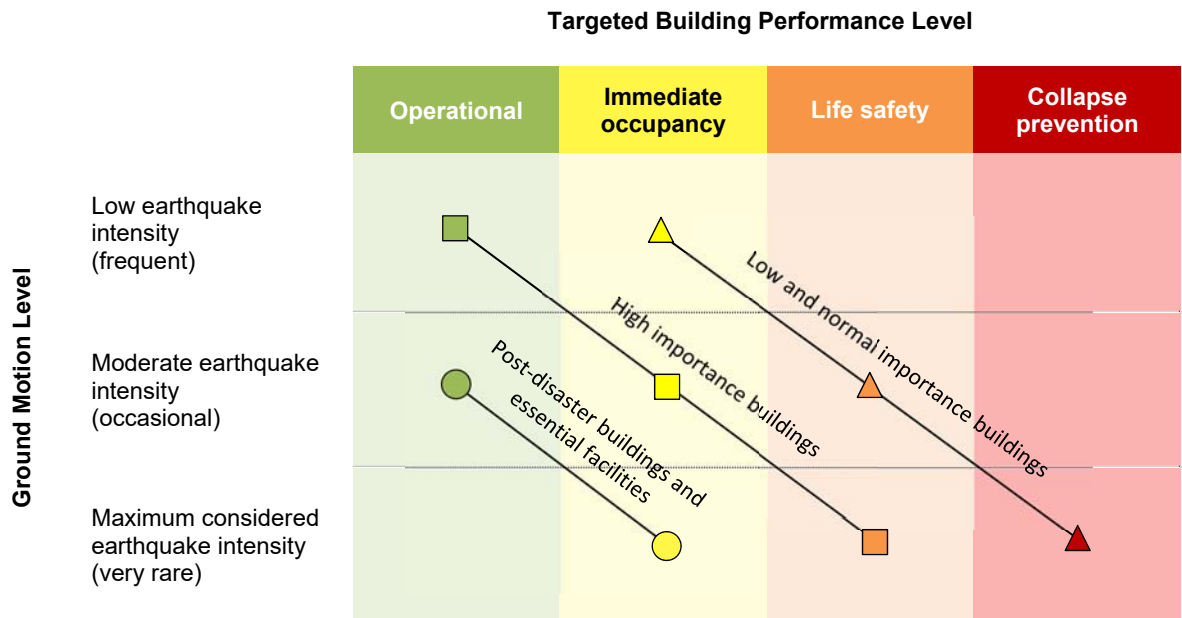 Targeted Building Performance Level
Operational
Immediate
occupancy
Life safety
Collapse
prevention
Ground Motion Level
Low earthquake
intensity
(frequent)
Moderate earthquake
intensity
(occasional)
Maximum considered
earthquake intensity
(very rare)
Low and normal importance buildings
High importance buildings
Post-disaster buildings and
essential facilities